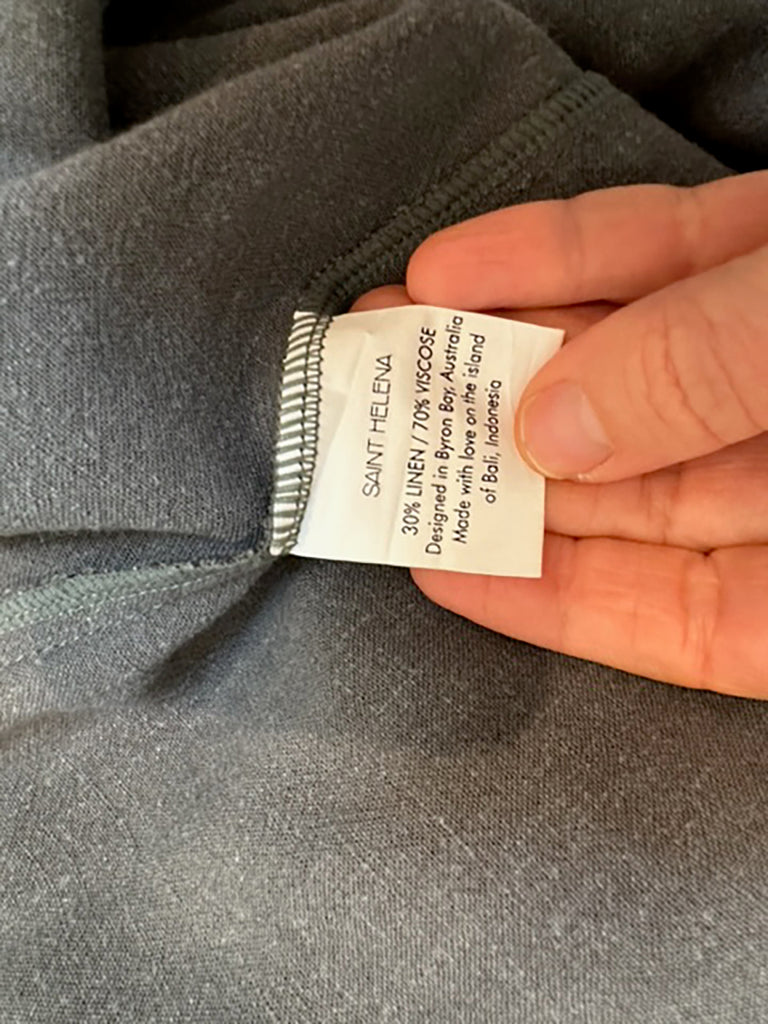 SAINT HELENA
30% LINEN / 70% VISCOSE
Designed in Byron Bay, Australia
Made with love on the island
of Bali, Indonesia